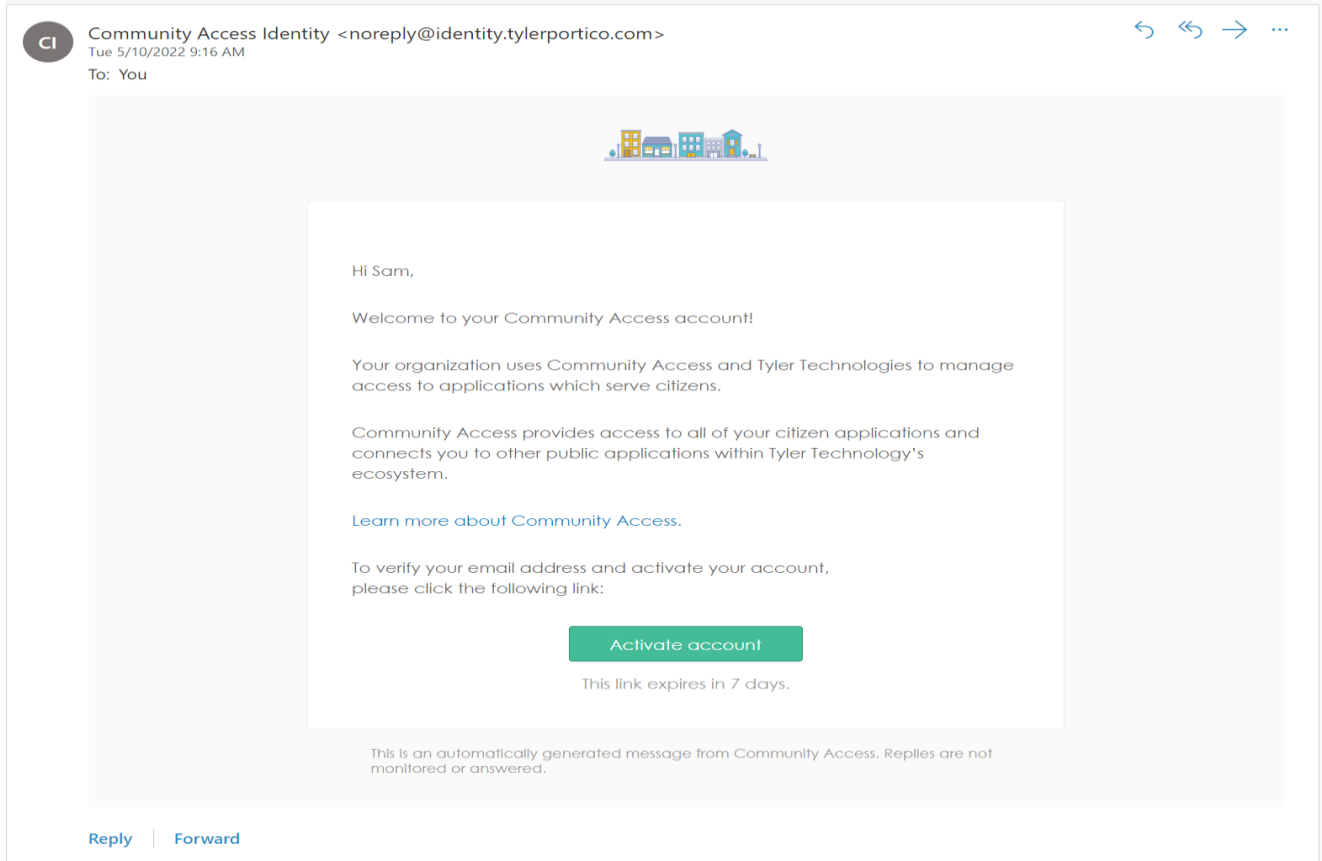 CI
Community Access Identity <noreply@identity.tylerportico.com>
Tue 5/10/2022 9:16 AM
To: You
Hi Sam,
Welcome to your Community Access account!
Your organization uses Community Access and Tyler Technologies to manage
access to applications which serve citizens.
Community Access provides access to all of your citizen applications and
connects you to other public applications within Tyler Technology's
ecosystem.
Learn more about Community Access.
To verify your email address and activate your account,
please click the following link:
Activate account
This link expires in 7 days.
This is an automatically generated message from Community Access. Replies are not
monitored or answered.
Reply
Forward